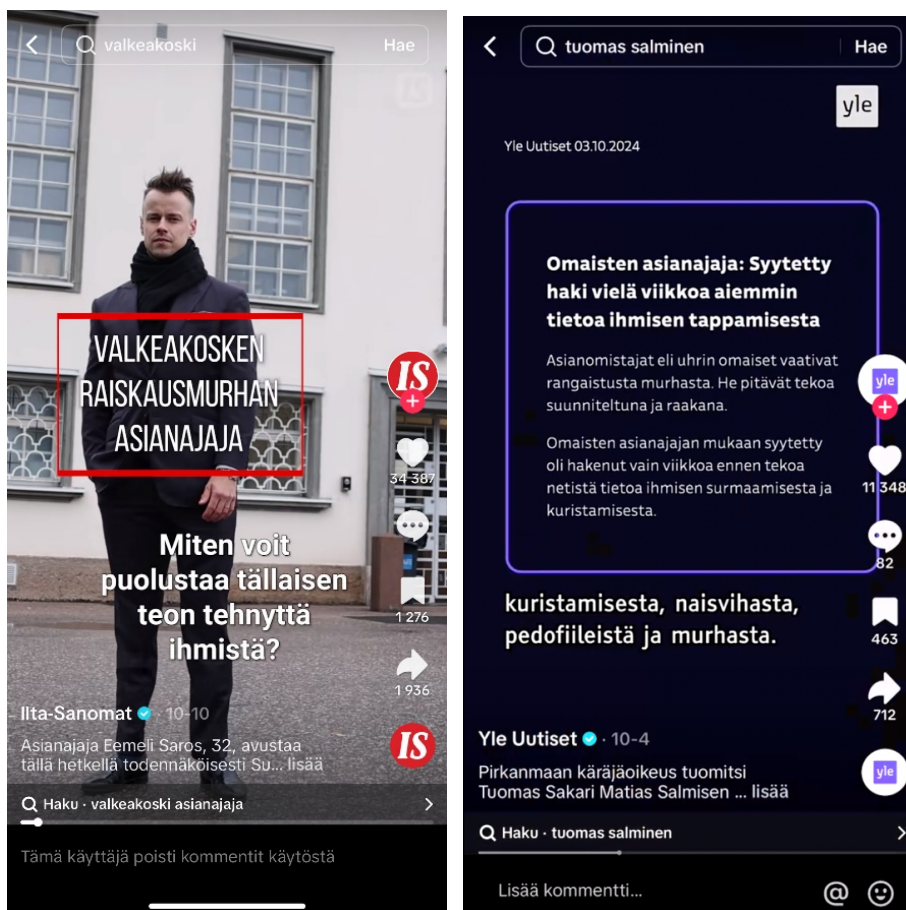 valkeakoski
Hae
IS
VALKEAKOSKEN
RAISKAUSMURHAN
ASIANAJAJA
IS
34 387
Miten voit
puolustaa tällaisen
teon tehnyttä
ihmistä?
1 276
1 936
Ilta-Sanomat · 10-10
Asianajaja Eemeli Saros, 32, avustaa
tällä hetkellä todennäköisesti Su... lisää
IS
Haku · valkeakoski asianajaja
Tämä käyttäjä poisti kommentit käytöstä
tuomas salminen
Hae
yle
Yle Uutiset 03.10.2024
Omaisten asianajaja: Syytetty
haki vielä viikkoa aiemmin
tietoa ihmisen tappamisesta
Asianomistajat eli uhrin omaiset vaativat
rangaistusta murhasta. He pitävät tekoa
suunniteltuna ja raakana.
Omaisten asianajajan mukaan syytetty
oli hakenut vain viikkoa ennen tekoa
netistä tietoa ihmisen surmaamisesta ja
kuristamisesta.
yle
11 348
82
kuristamisesta, naisvihasta,
pedofiileistä ja murhasta.
463
712
Yle Uutiset · 10-4
Pirkanmaan käräjäoikeus tuomitsi
Tuomas Sakari Matias Salmisen ... lisää
yle
Haku · tuomas salminen
Lisää kommentti...
@